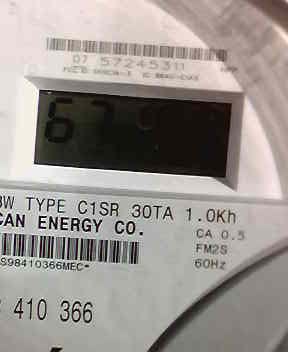 07 57245311
67
3W TYPE C1SR 30TA 1.0Kh
CAN ENERGY CO.
CA 0.5
FM2S
60Hz
S98410366MEC*
410 366